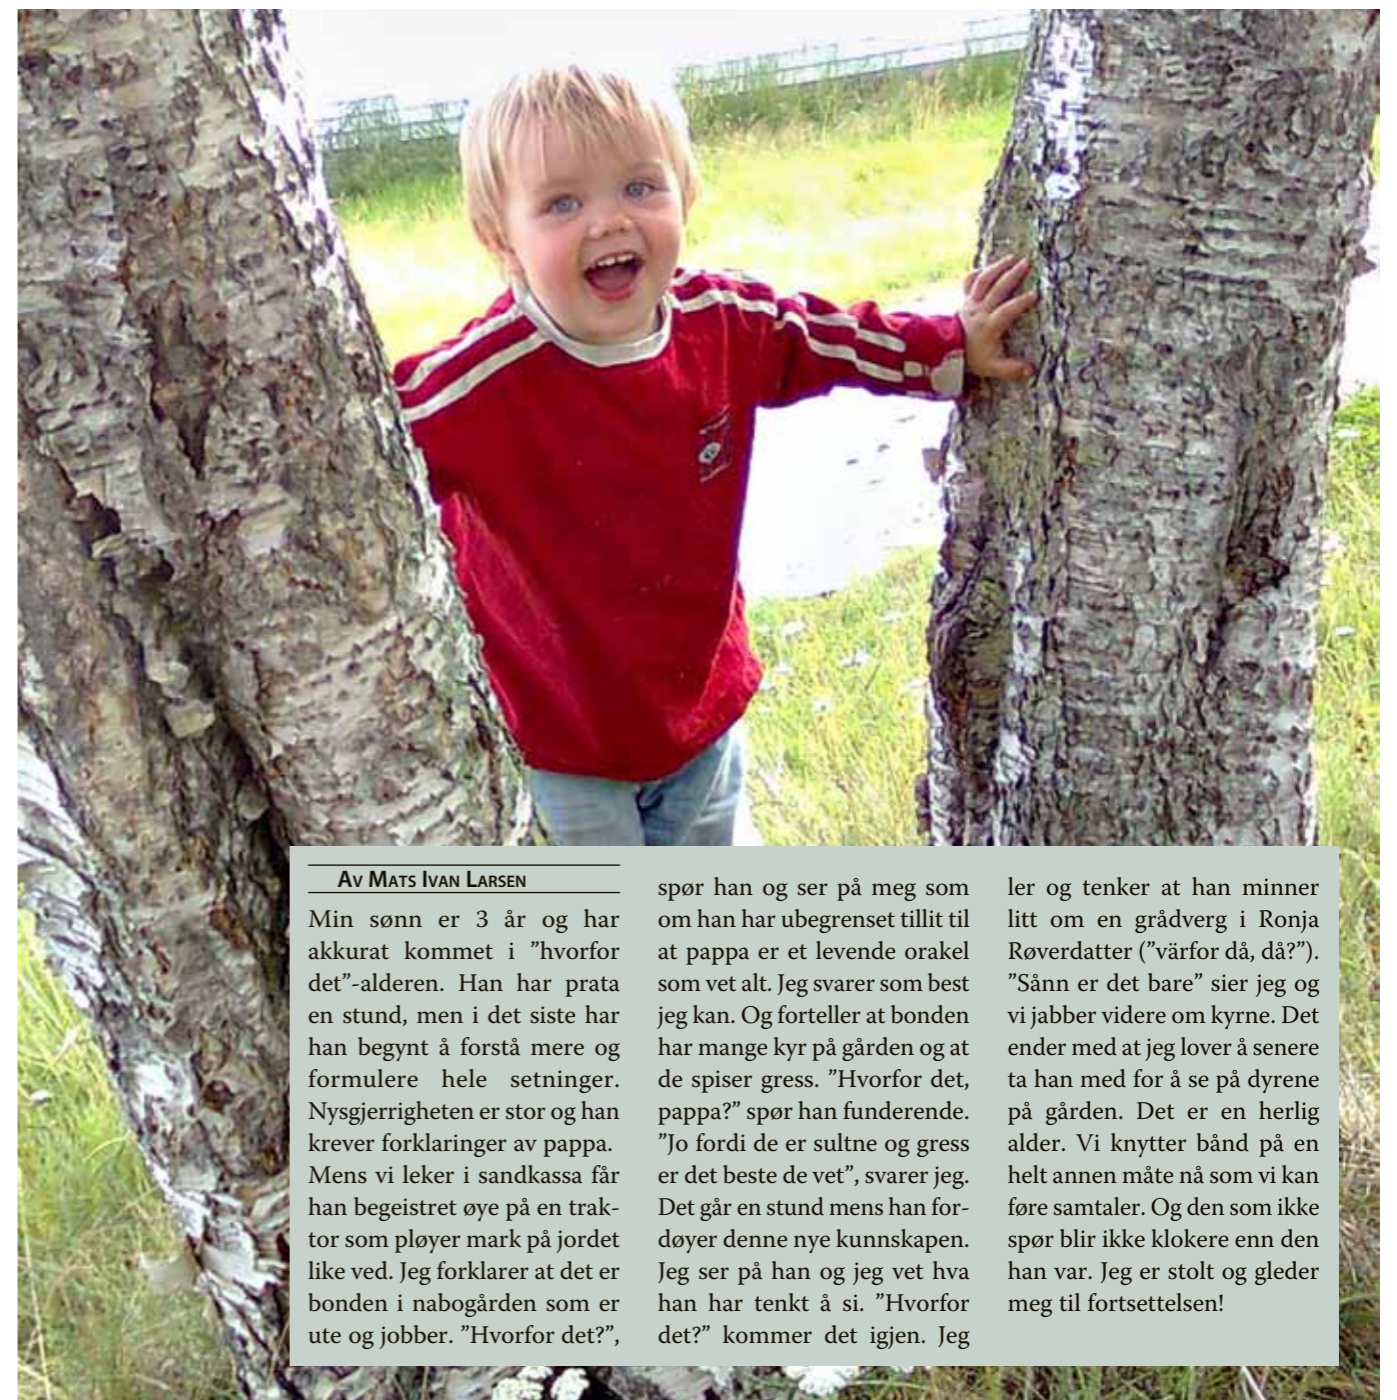 Av Mats Ivan Larsen
Min sønn er 3 år og har
akkurat kommet i ”hvorfor
det”-alderen. Han har prata
en stund, men i det siste har
han begynt å forstå mere og
formulere hele setninger.
Nysgjerrigheten er stor og han
krever forklaringer av pappa.
Mens vi leker i sandkassa får
han begeistret øye på en trak-
tor som pløyer mark på jordet
like ved. Jeg forklarer at det er
bonden i nabogården som er
ute og jobber. ”Hvorfor det?”,
spør han og ser på meg som
om han har ubegrenset tillit til
at pappa er et levende orakel
som vet alt. Jeg svarer som best
jeg kan. Og forteller at bonden
har mange kyr på gården og at
de spiser gress. ”Hvorfor det,
pappa?” spør han funderende.
”Jo fordi de er sultne og gress
er det beste de vet”, svarer jeg.
Det går en stund mens han for-
døyer denne nye kunnskapen.
Jeg ser på han og jeg vet hva
han har tenkt å si. ”Hvorfor
det?” kommer det igjen. Jeg
ler og tenker at han minner
litt om en grådverg i Ronja
Røverdatter (”värfor då, då?”).
”Sånn er det bare” sier jeg og
vi jabber videre om kyrne. Det
ender med at jeg lover å senere
ta han med for å se på dyrene
på gården. Det er en herlig
alder. Vi knytter bånd på en
helt annen måte nå som vi kan
føre samtaler. Og den som ikke
spør blir ikke klokere enn den
han var. Jeg er stolt og gleder
meg til fortsettelsen!